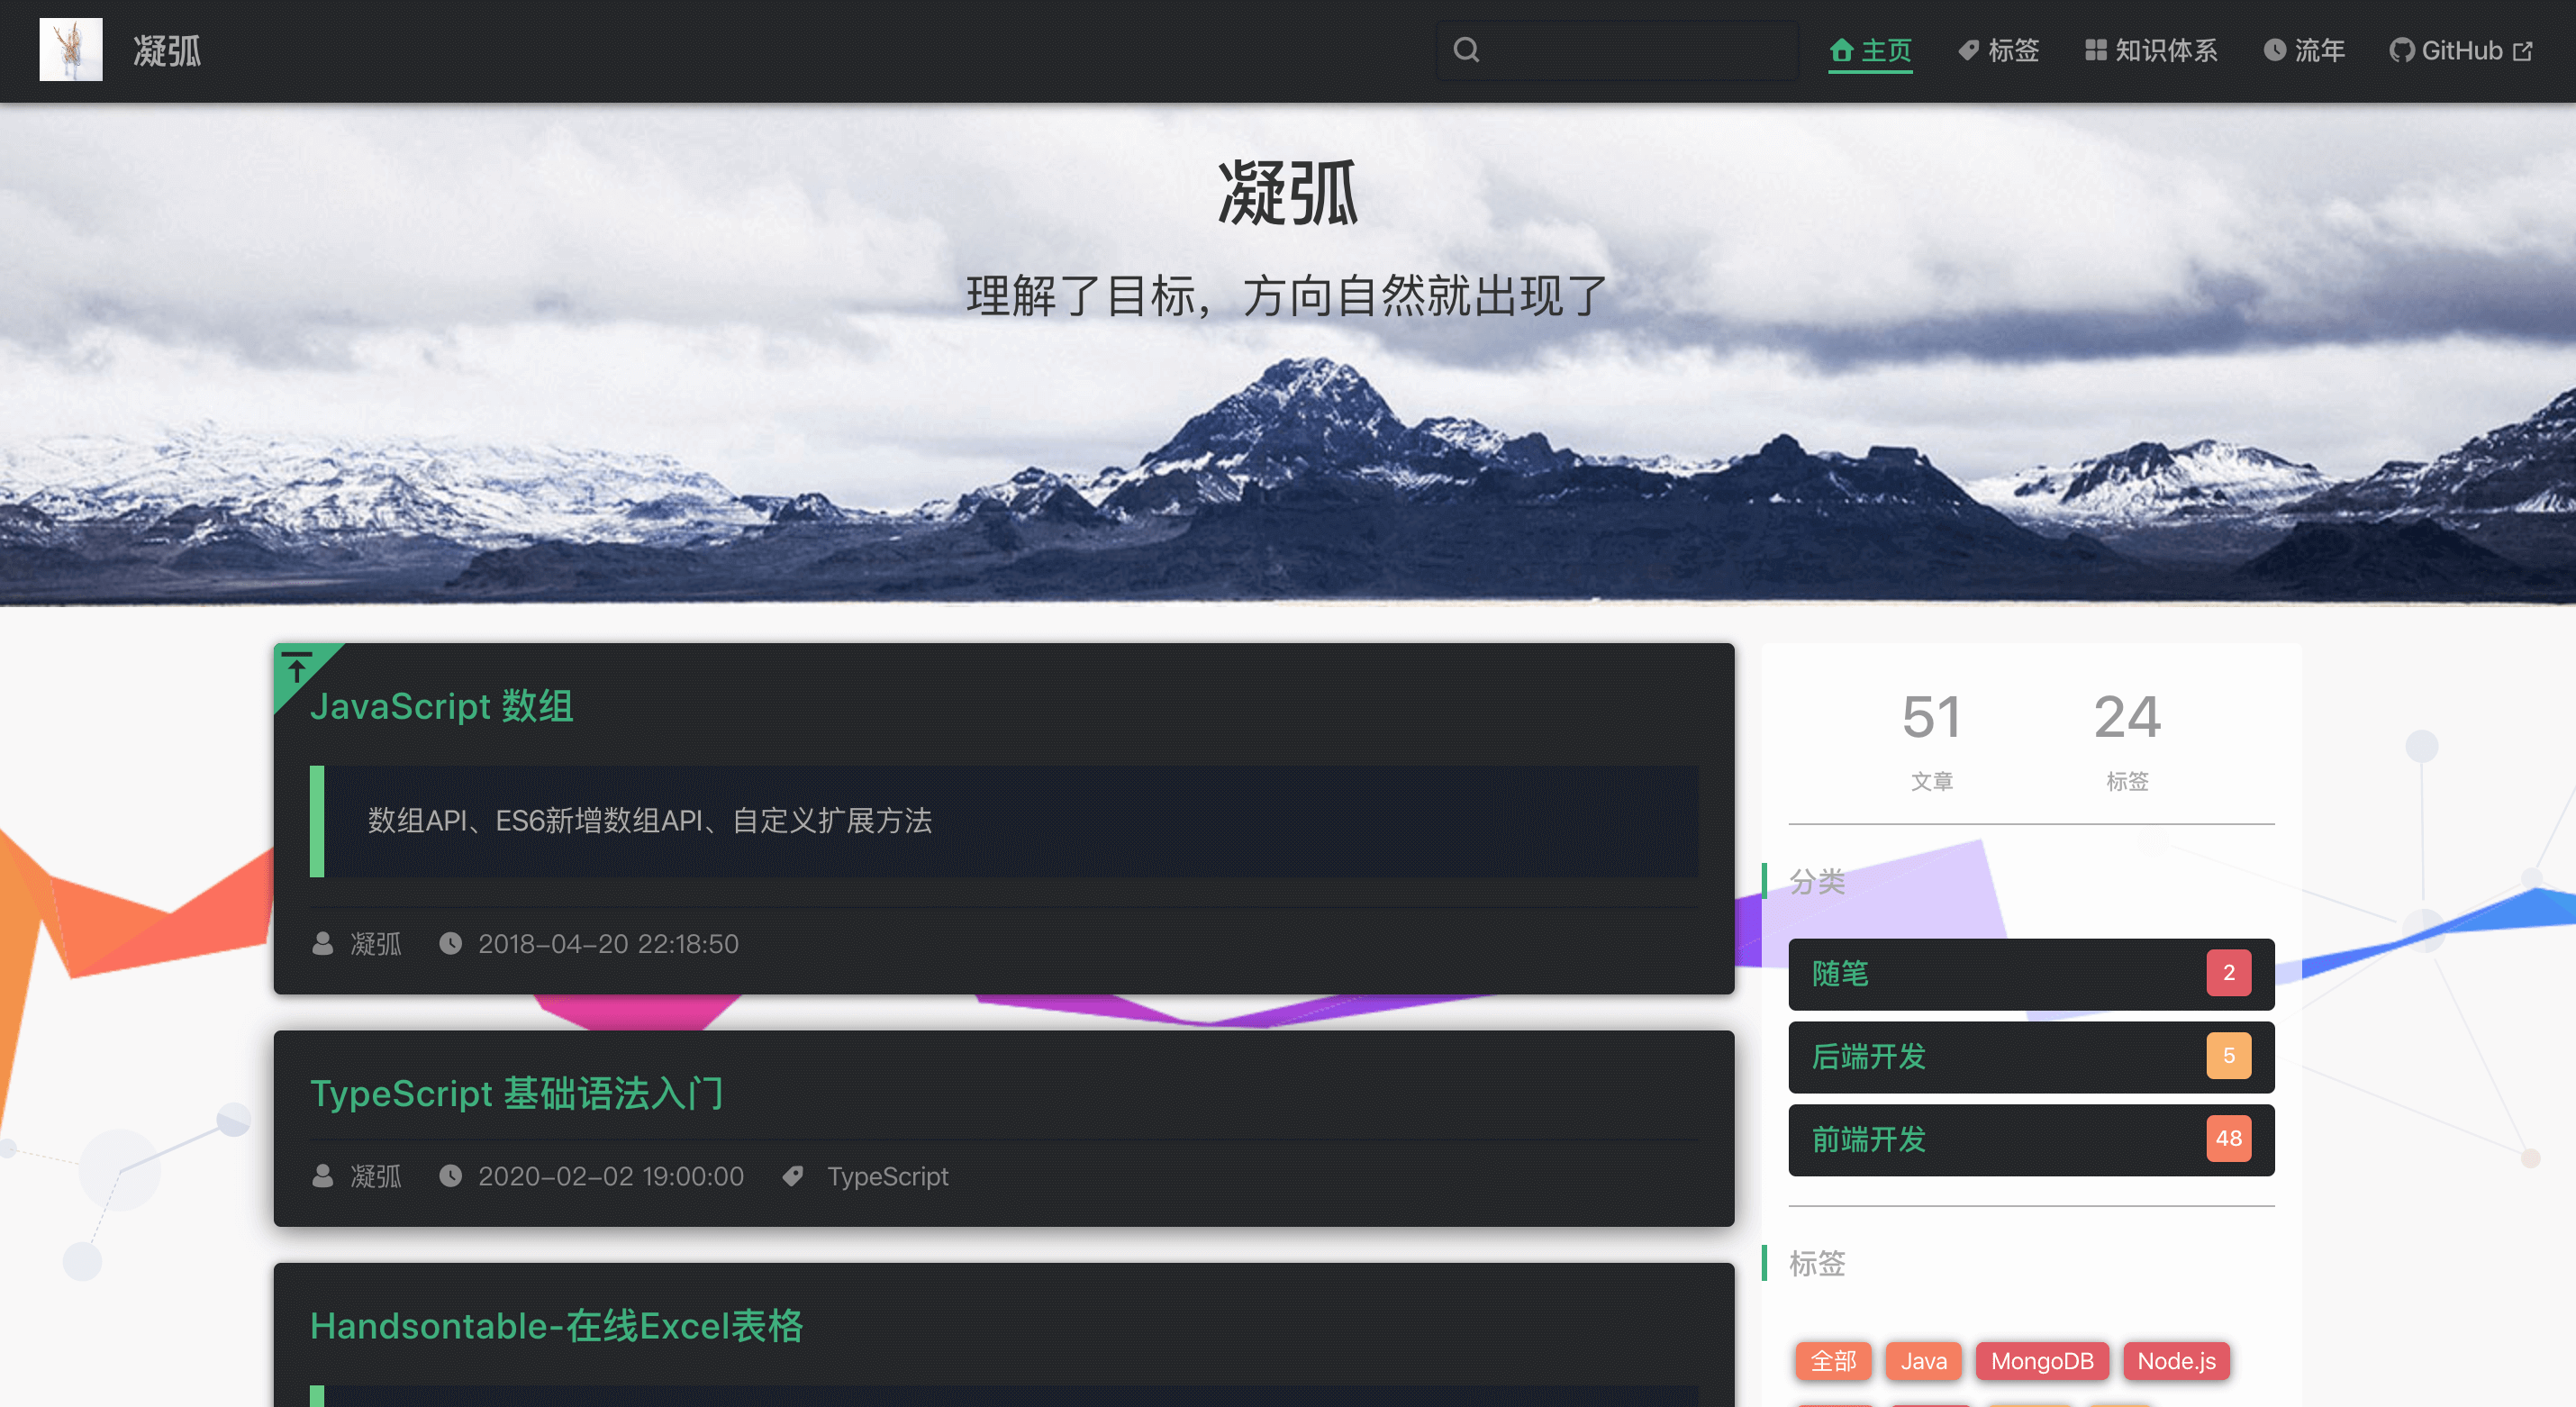 凝弧
主页 标签 知识体系 流年 GitHub
凝弧
理解了目标，方向自然就出现了
JavaScript 数组
数组API、ES6新增数组API、自定义扩展方法
凝弧 2018-04-20 22:18:50
TypeScript 基础语法入门
凝弧 2020-02-02 19:00:00 TypeScript
Handsontable-在线Excel表格
51 24
文章 标签
分类
随笔 2
后端开发 5
前端开发 48
标签
全部 Java MongoDB Node.js